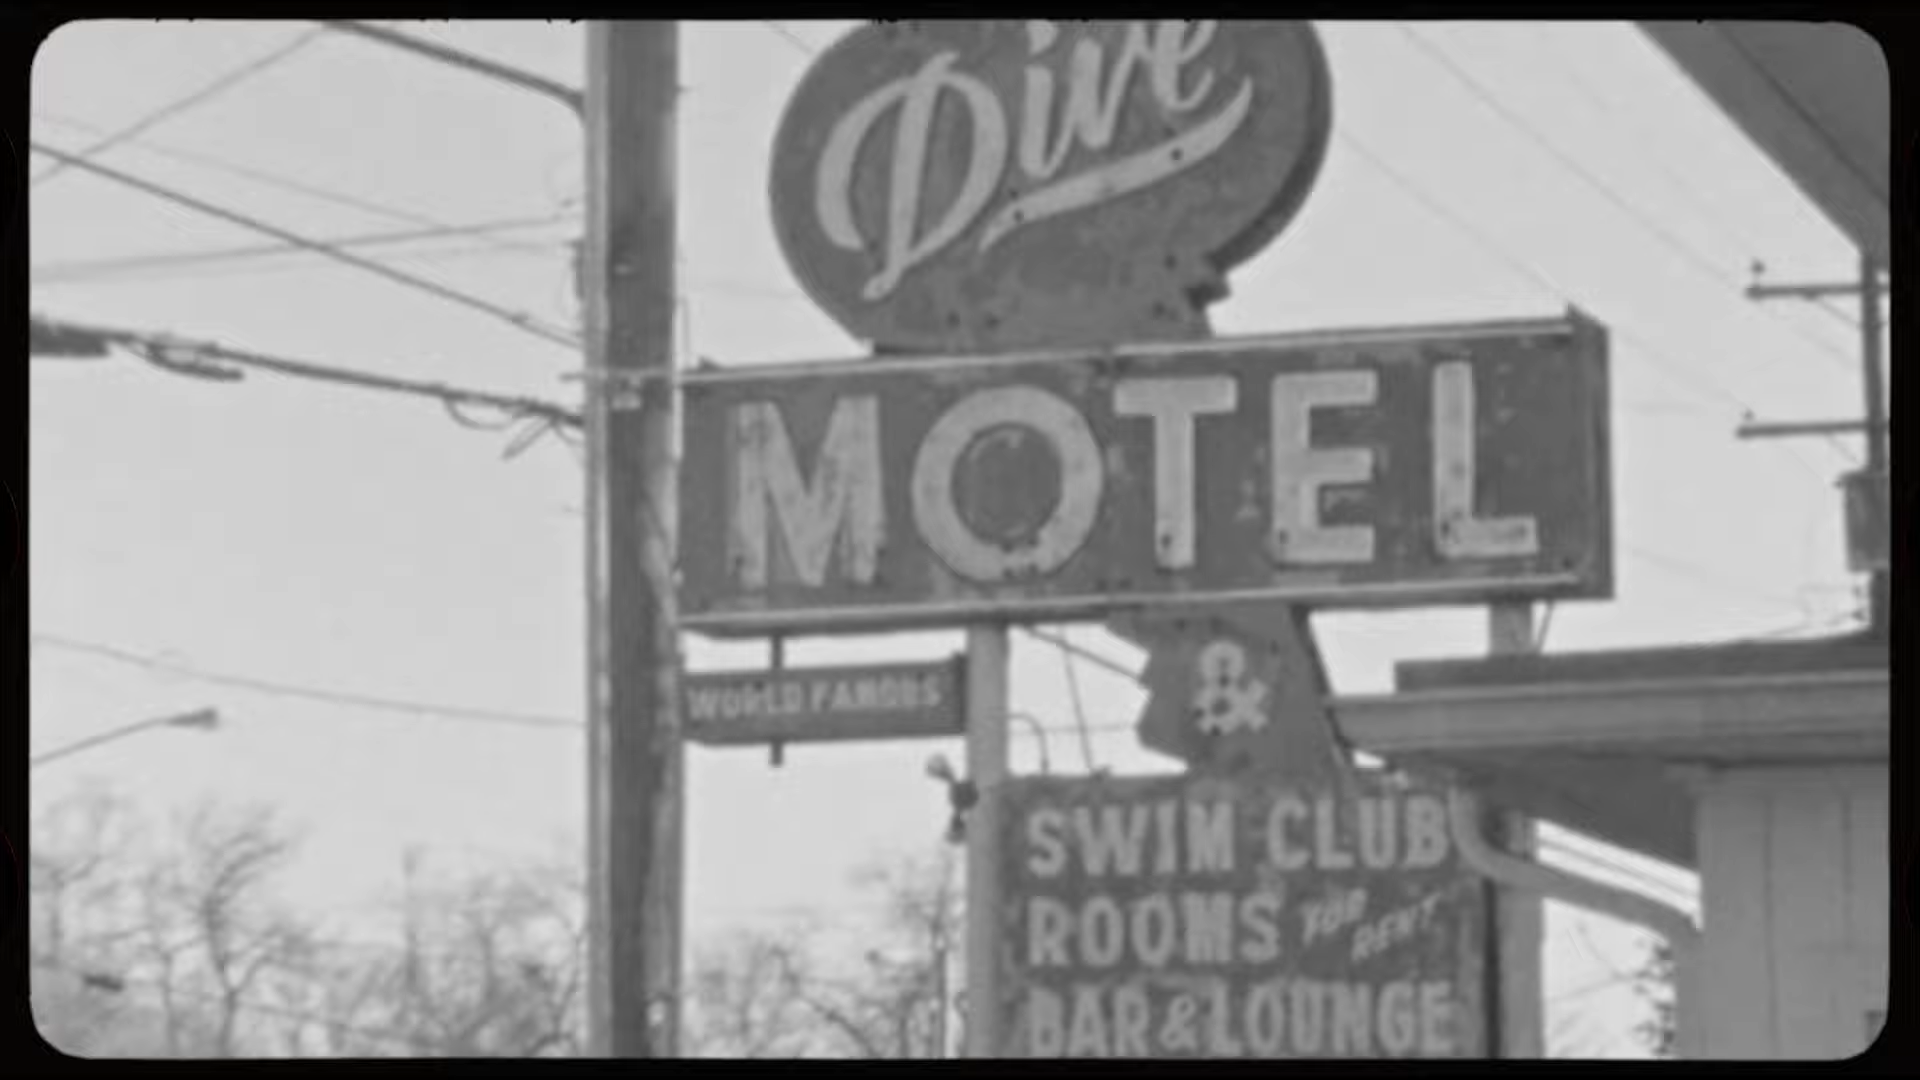 Dive
MOTEL
WORLD FAMOUS
&
SWIM CLUB
ROOMS FOR RENT
BAR & LOUNGE